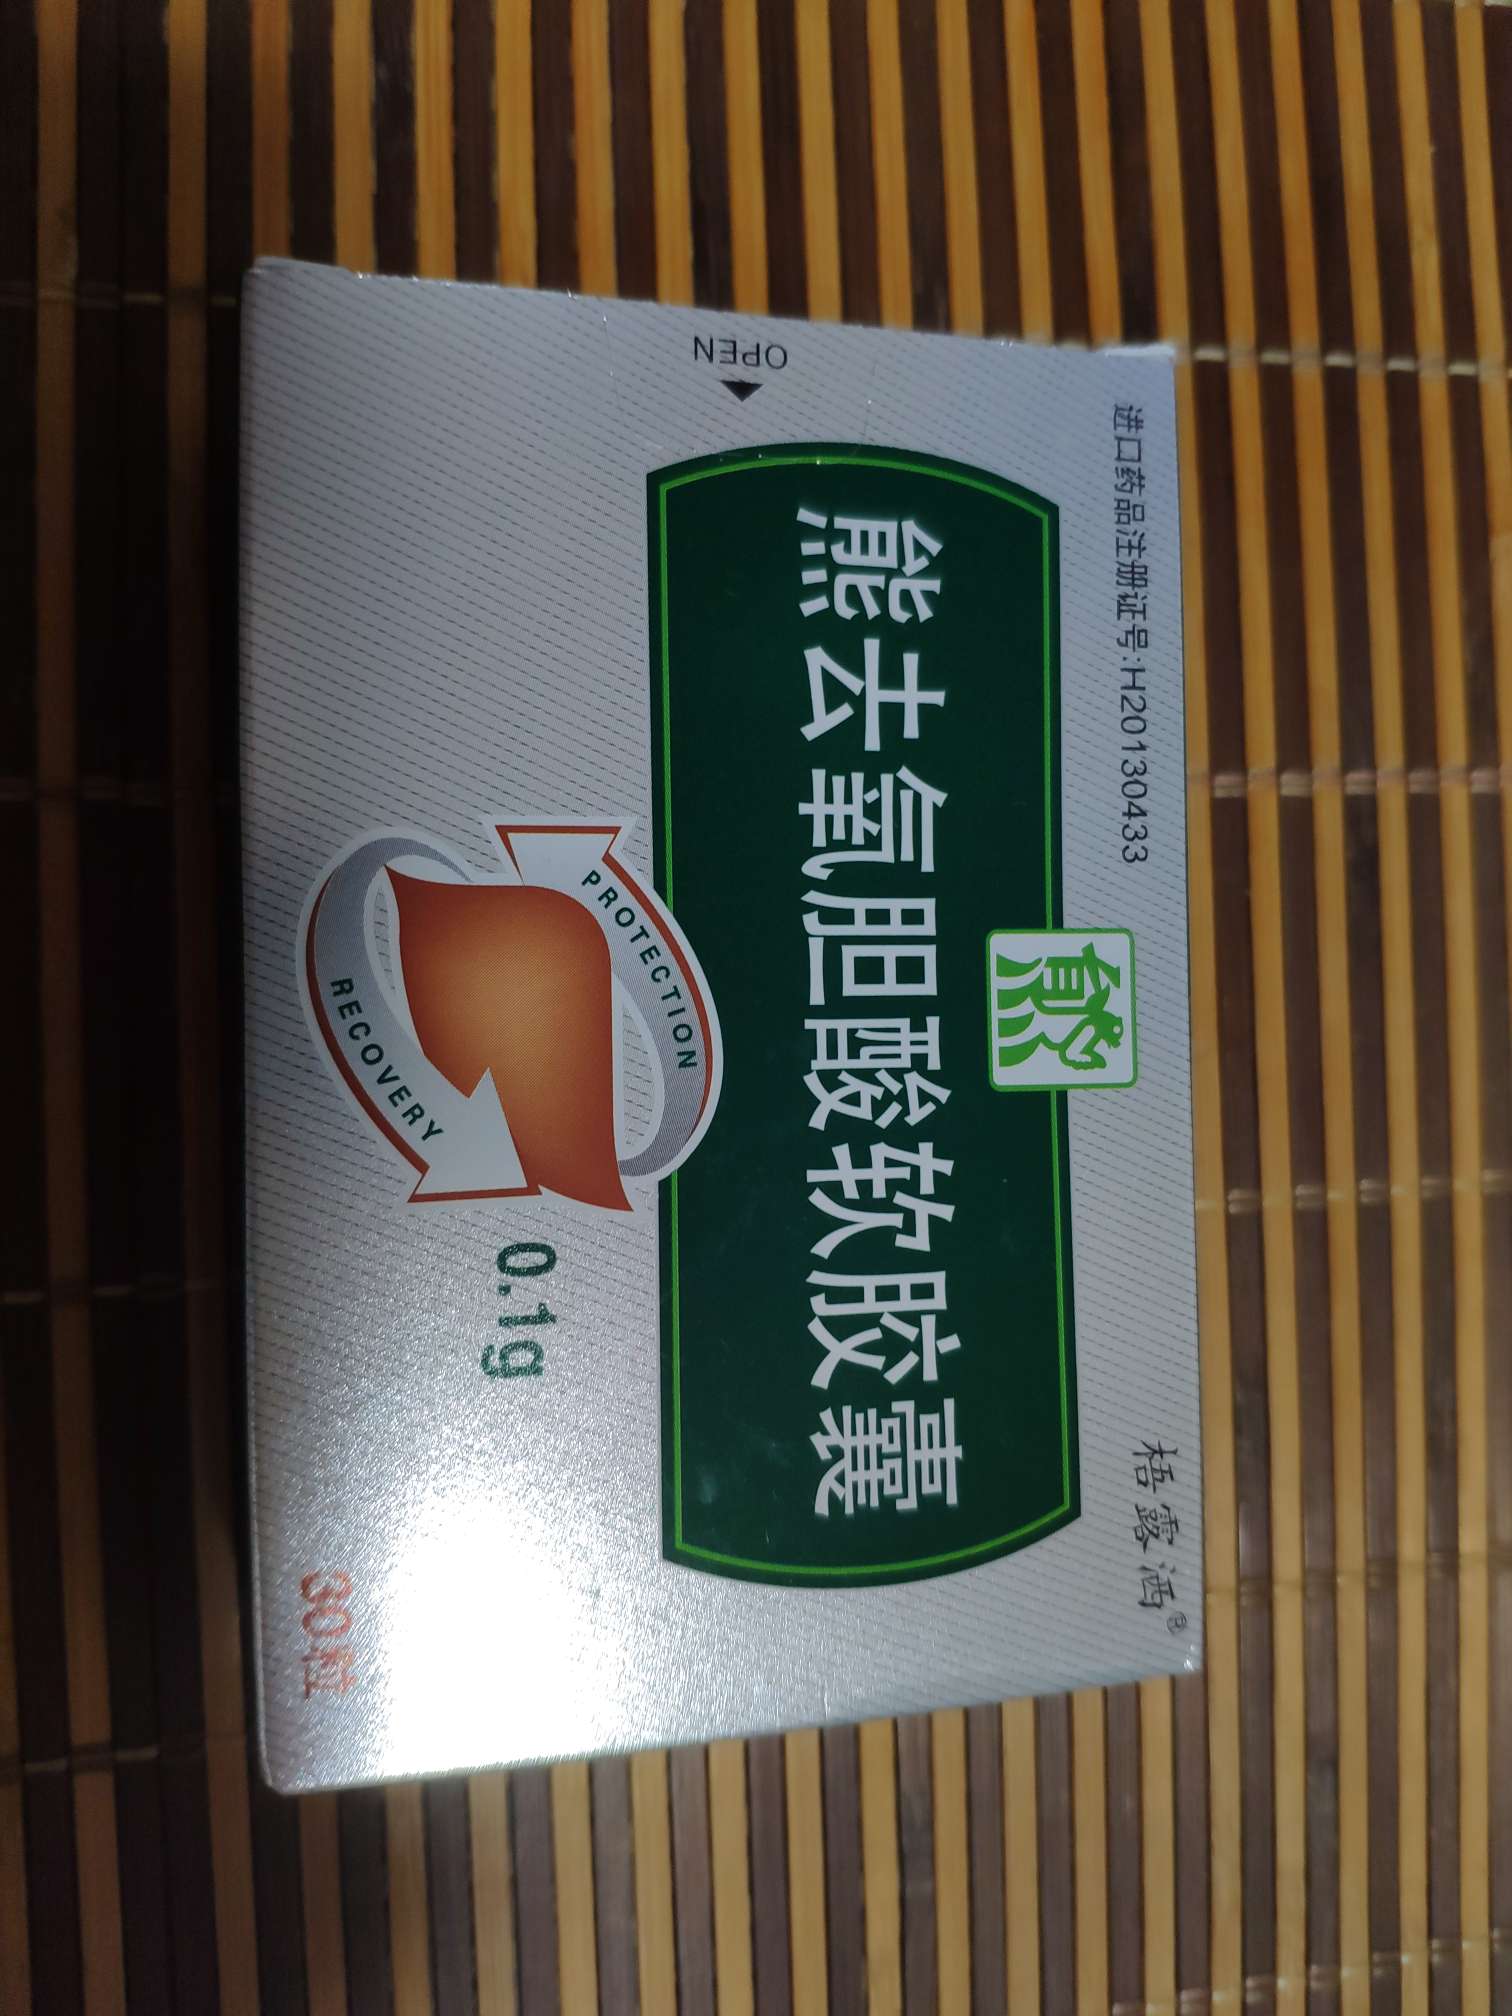 进口药品注册证号:H20130433
梧露洒®
熊
熊去氧胆酸软胶囊
OPEN
PROTECTION
RECOVERY
0.1g
30粒